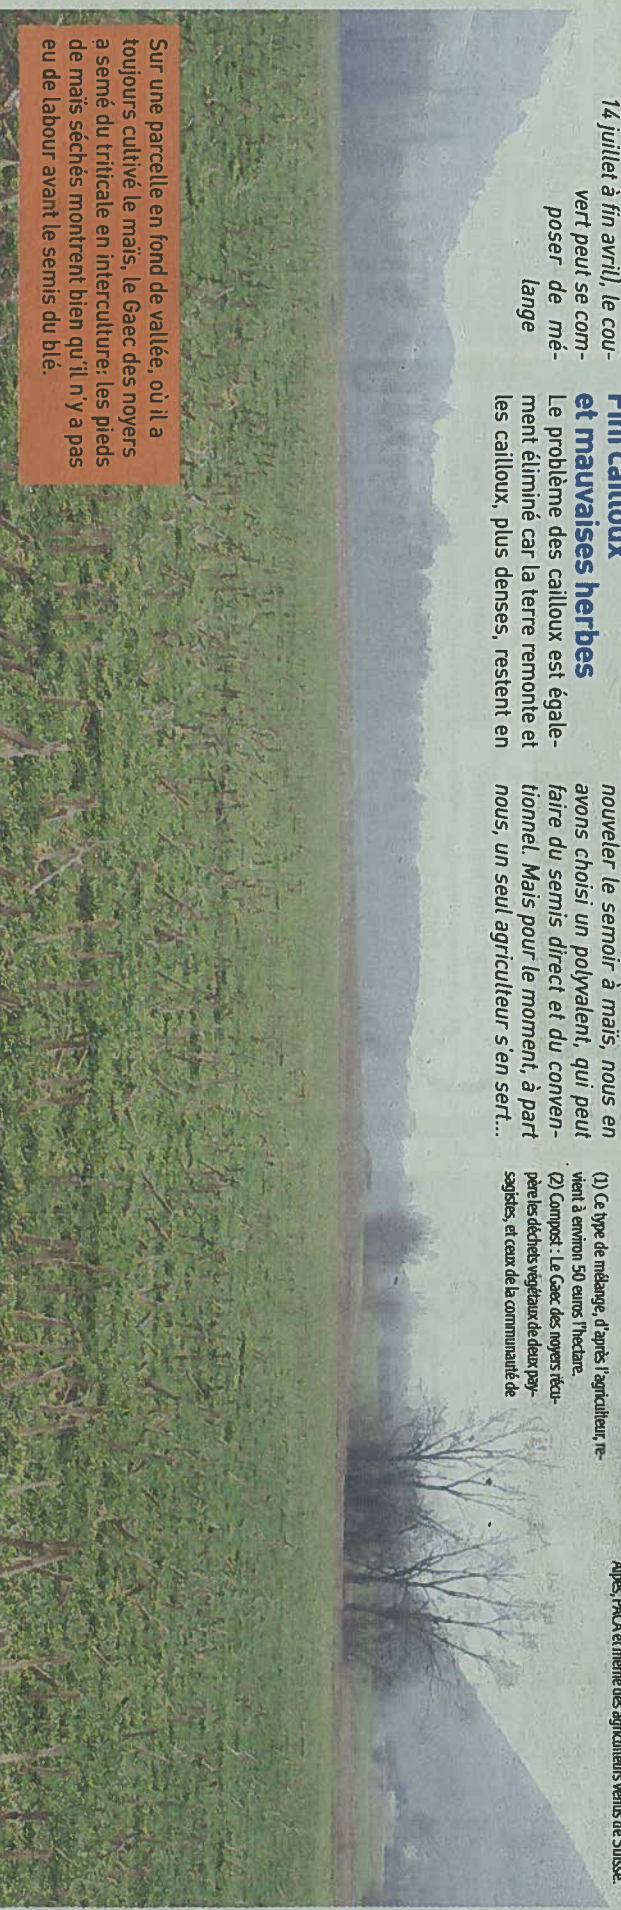 14 juillet à fin avril), le cou-
vert peut se com-
poser de mé-
lange
Fini cailloux
et mauvaises herbes
Le problème des cailloux est égale-
ment éliminé car la terre remonte et
les cailloux, plus denses, restent en
nouveler le semoir à maïs, nous en
avons choisi un polyvalent, qui peut
faire du semis direct et du conven-
tionnel. Mais pour le moment, à part
nous, un seul agriculteur s'en sert...
(1) Ce type de mélange, d'après l'agriculteur, re-
vient à environ 50 euros l'hectare.
(2) Compost : Le Gaec des noyers récu-
père les déchets végétaux de deux pay-
sagistes, et ceux de la communauté de
Alpes, PACA et même des agriculteurs venus de Suisse.
Sur une parcelle en fond de vallée, où il a
toujours cultivé le maïs, le Gaec des noyers
a semé du triticale en interculture; les pieds
de maïs séchés montrent bien qu'il n'y a pas
eu de labour avant le semis du blé.